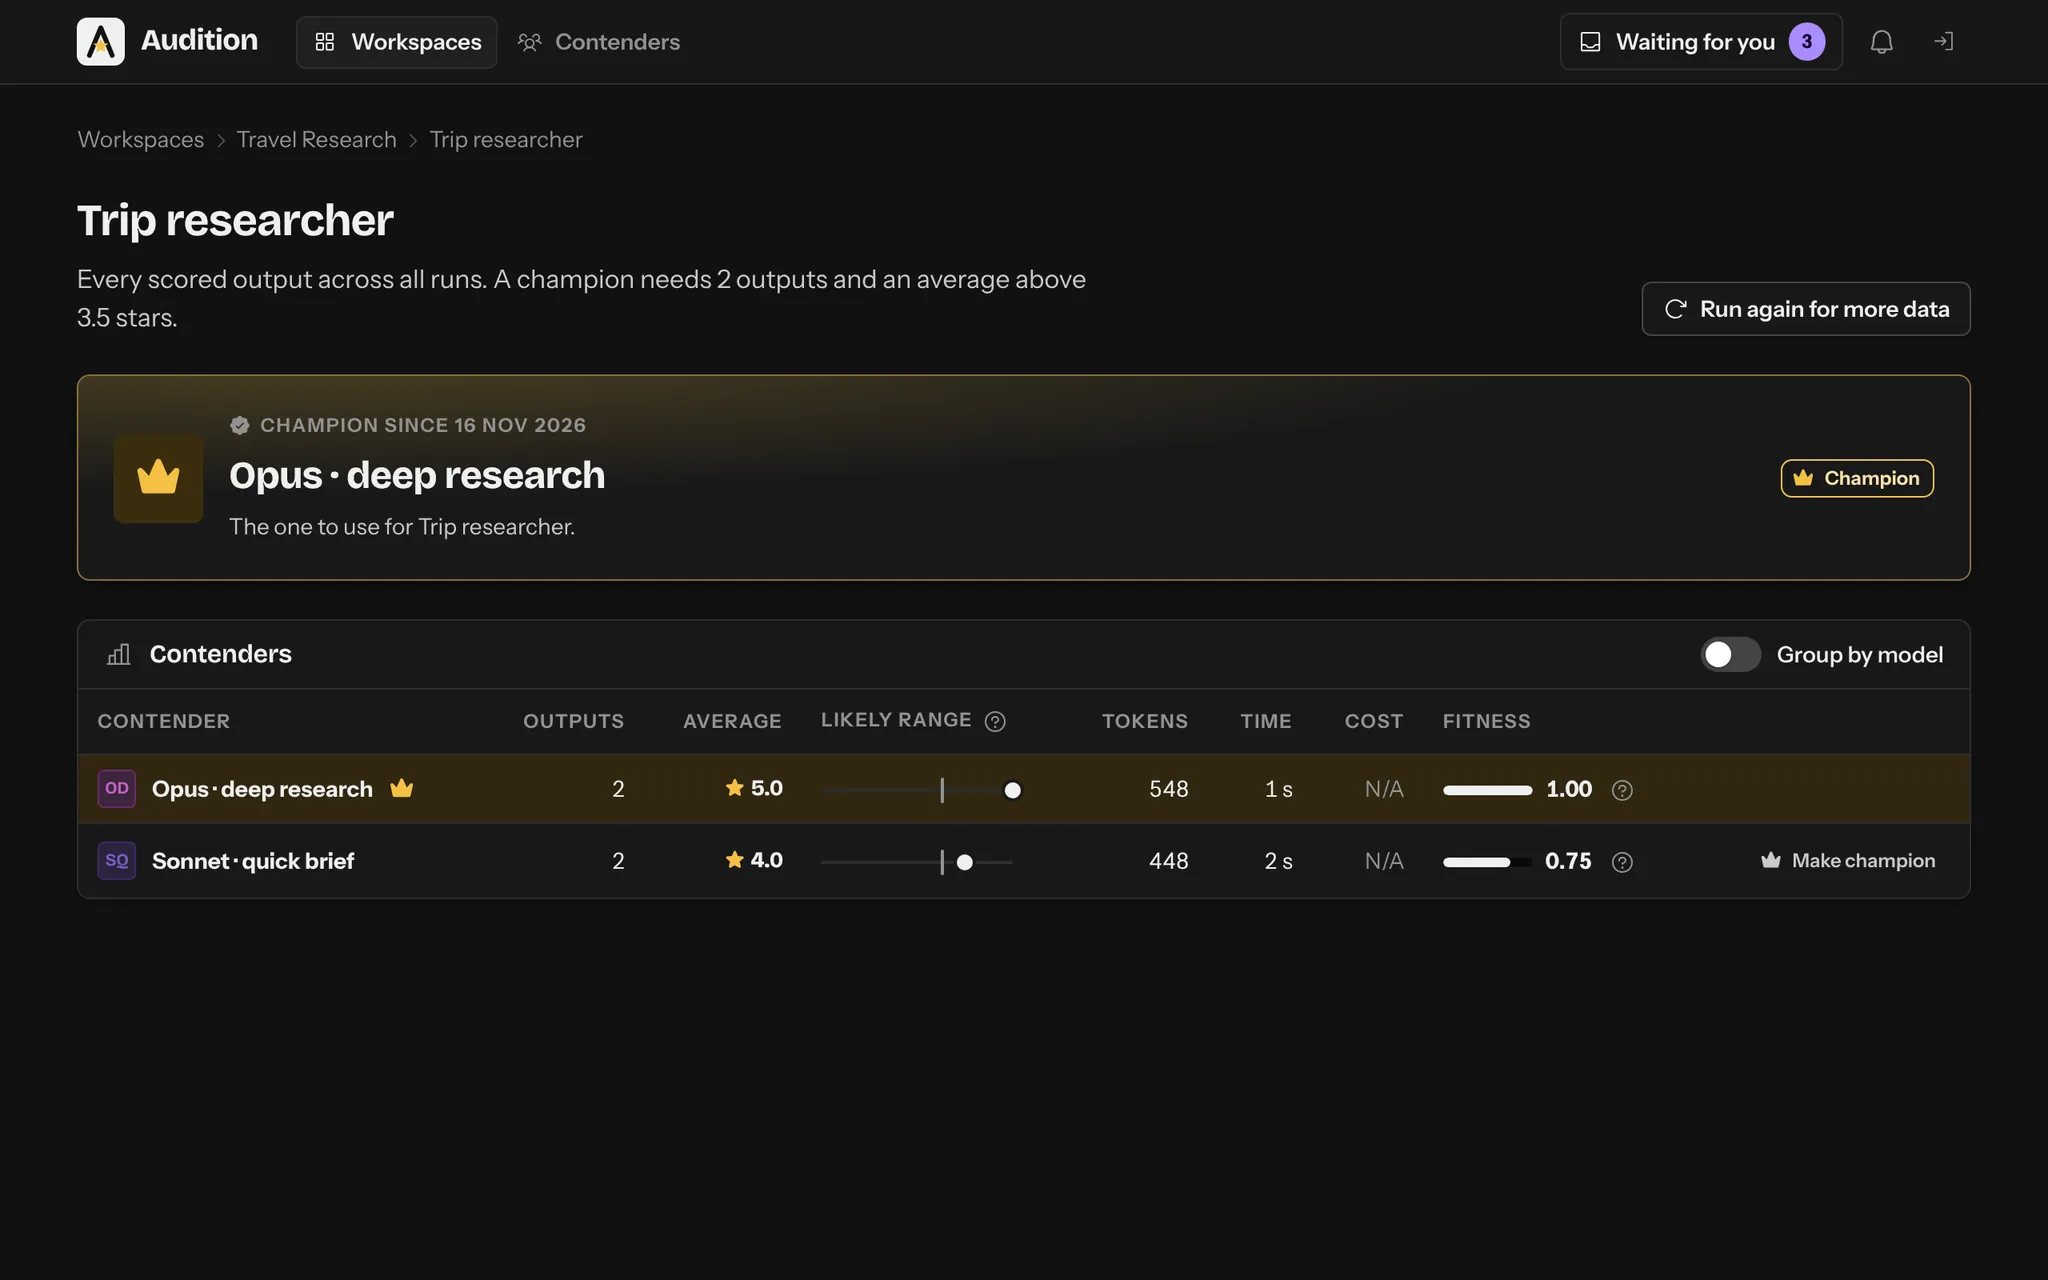 Audition
Workspaces
Contenders
Waiting for you 3
Workspaces > Travel Research > Trip researcher
Trip researcher
Every scored output across all runs. A champion needs 2 outputs and an average above
3.5 stars.
Run again for more data
CHAMPION SINCE 16 NOV 2026
Opus · deep research
The one to use for Trip researcher.
Champion
Contenders
Group by model
CONTENDER OUTPUTS AVERAGE LIKELY RANGE ? TOKENS TIME COST FITNESS
OD Opus · deep research 2 5.0 548 1 s N/A 1.00 ?
SQ Sonnet · quick brief 2 4.0 448 2 s N/A 0.75 ? Make champion